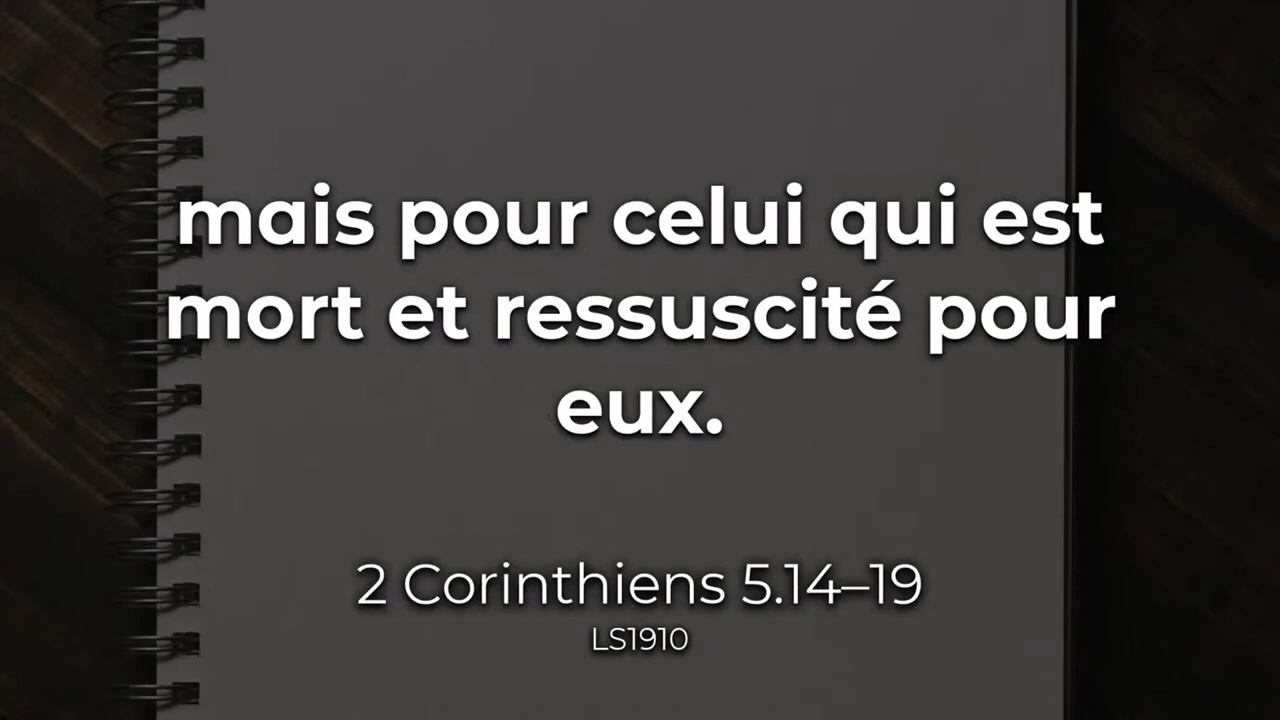 mais pour celui qui est
mort et ressuscité pour
eux.
2 Corinthiens 5.14–19
LS1910